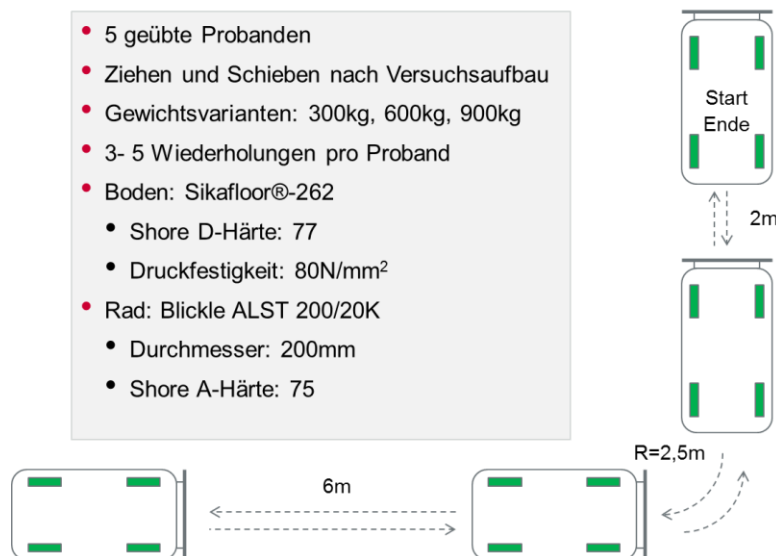 5 geübte Probanden
Ziehen und Schieben nach Versuchsaufbau
Gewichtsvarianten: 300kg, 600kg, 900kg
3- 5 Wiederholungen pro Proband
Boden: Sikafloor®-262
Shore D-Härte: 77
Druckfestigkeit: 80N/mm²
Rad: Blickle ALST 200/20K
Durchmesser: 200mm
Shore A-Härte: 75
Start
Ende
2m
R=2,5m
6m